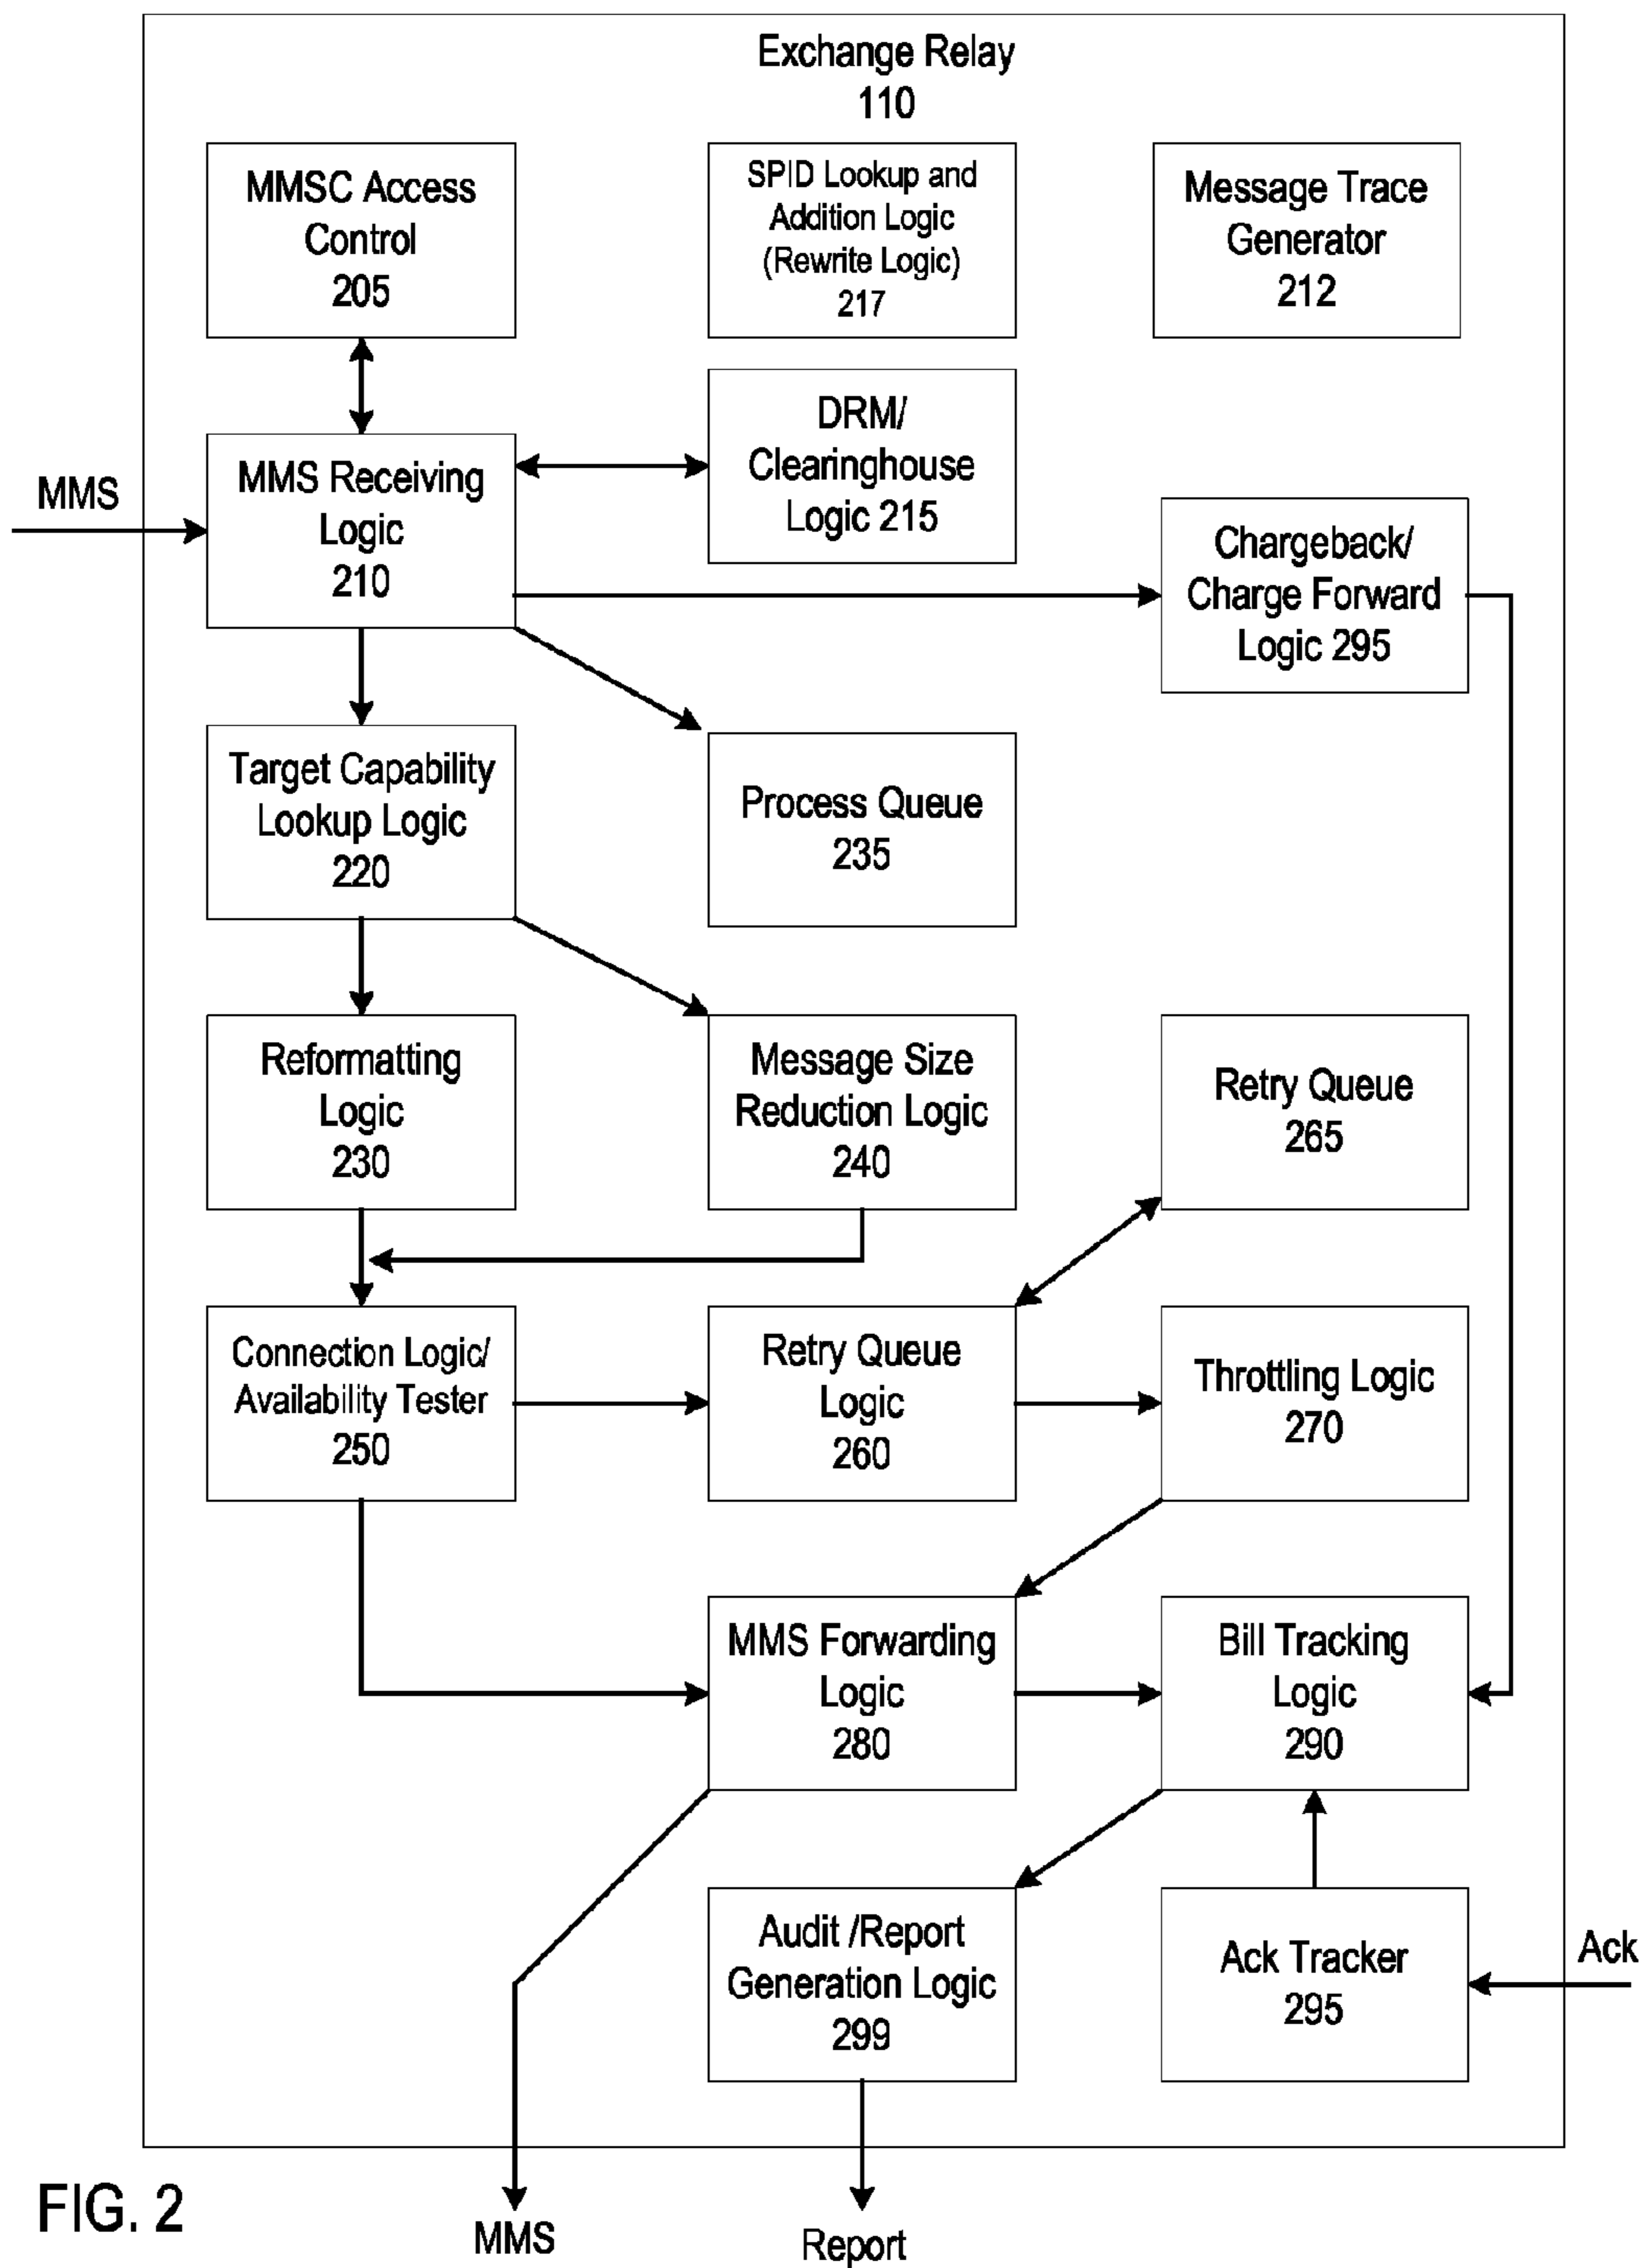 Exchange Relay
110
MMSC Access
Control
205
SPID Lookup and
Addition Logic
(Rewrite Logic)
217
Message Trace
Generator
212
MMS
MMS Receiving
Logic
210
DRM/
Clearinghouse
Logic 215
Chargeback/
Charge Forward
Logic 295
Target Capability
Lookup Logic
220
Process Queue
235
Reformatting
Logic
230
Message Size
Reduction Logic
240
Retry Queue
265
Connection Logic/
Availability Tester
250
Retry Queue
Logic
260
Throttling Logic
270
MMS Forwarding
Logic
280
Bill Tracking
Logic
290
Audit /Report
Generation Logic
299
Ack Tracker
295
Ack
FIG. 2
MMS
Report